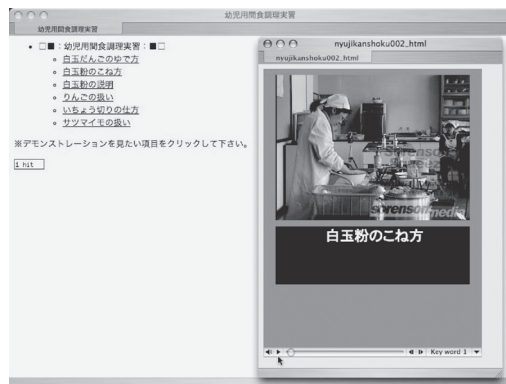 幼児用間食調理実習
幼児用間食調理実習
□■：幼児用間食調理実習：■□
白玉だんごのゆで方
白玉粉のこね方
白玉粉の説明
りんごの扱い
いちょう切りの仕方
サツマイモの扱い
※デモンストレーションを見たい項目をクリックして下さい。
1 hit
nyujikanshoku002_html
nyujikanshoku002_html
sorenson
sorensonmedia
白玉粉のこね方
Key word 1